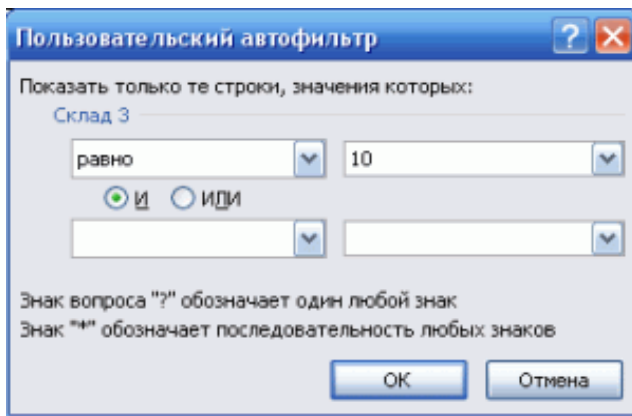 Пользовательский автофильтр
Показать только те строки, значения которых:
Склад 3
равно 10
И ИЛИ
Знак вопроса "?" обозначает один любой знак
Знак "*" обозначает последовательность любых знаков
ОК Отмена